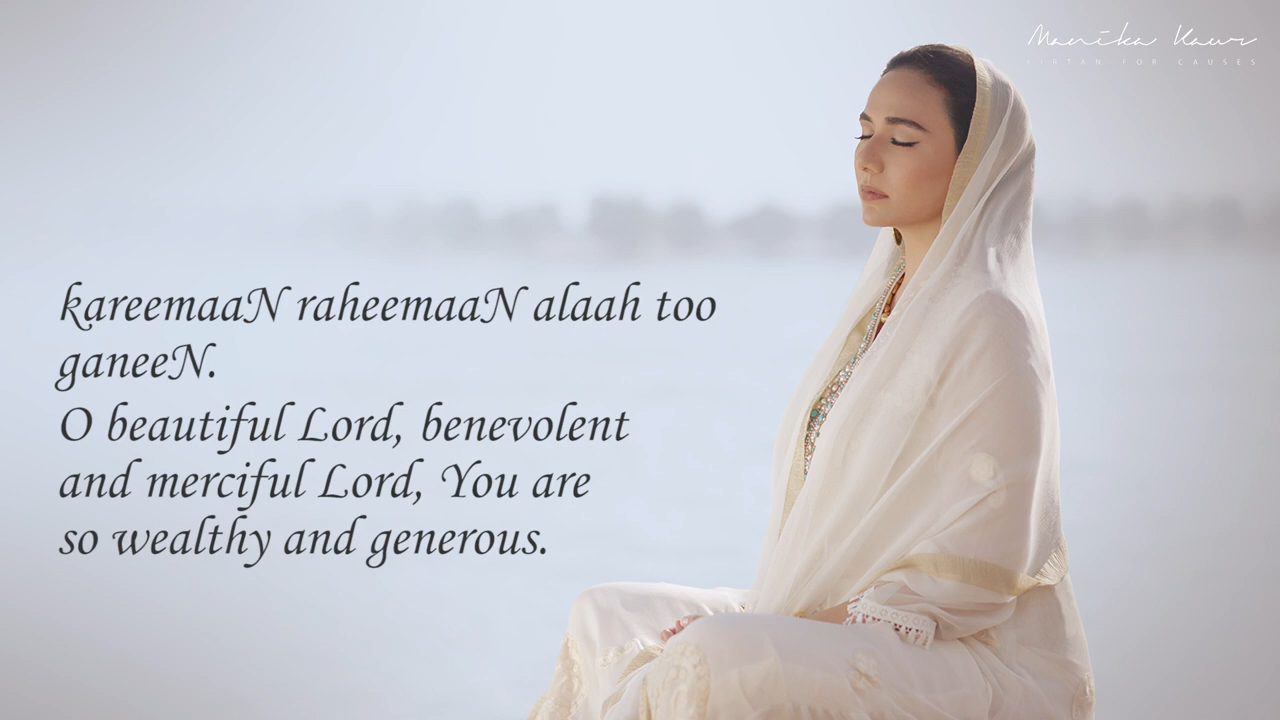 Manika Kaur
KIRTAN FOR CAUSES
kareemaaN raheemaaN alaah too
ganeeN.
O beautiful Lord, benevolent
and merciful Lord, You are
so wealthy and generous.